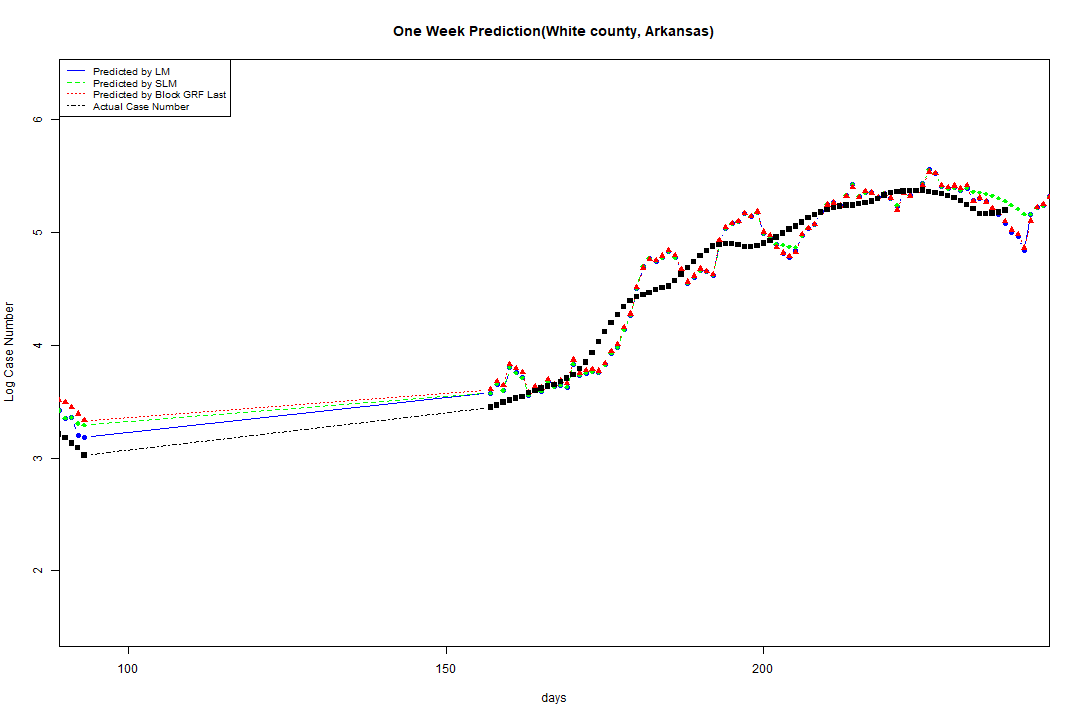 One Week Prediction(White county, Arkansas)
Predicted by LM
Predicted by SLM
Predicted by Block GRF Last
Actual Case Number
6
5
4
3
2
Log Case Number
100 150 200
days